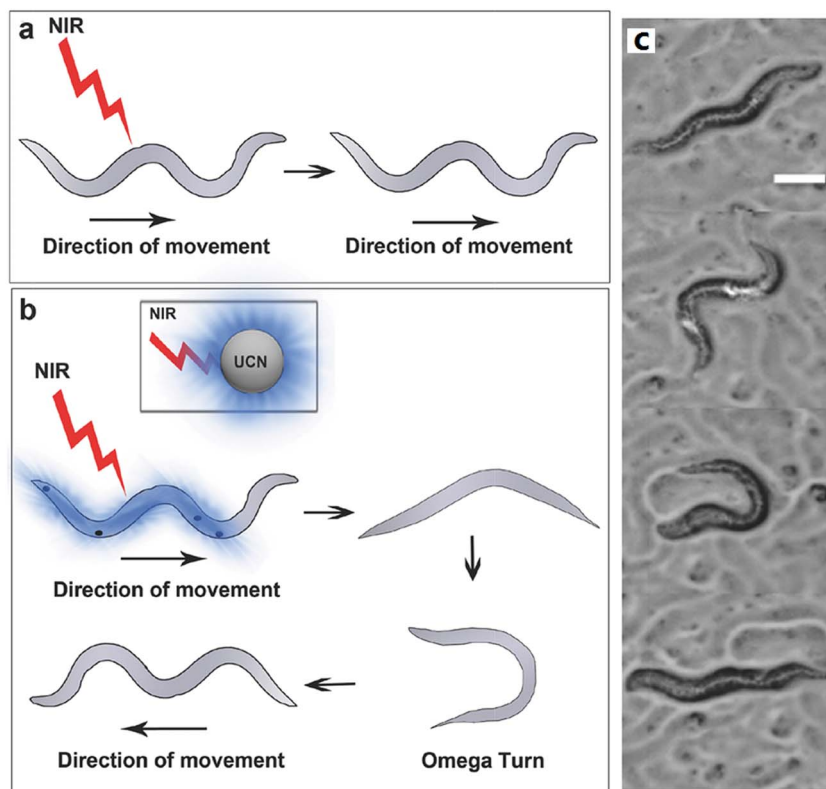 a
NIR
Direction of movement
Direction of movement
b
NIR
UCN
NIR
Direction of movement
Direction of movement
Omega Turn
C